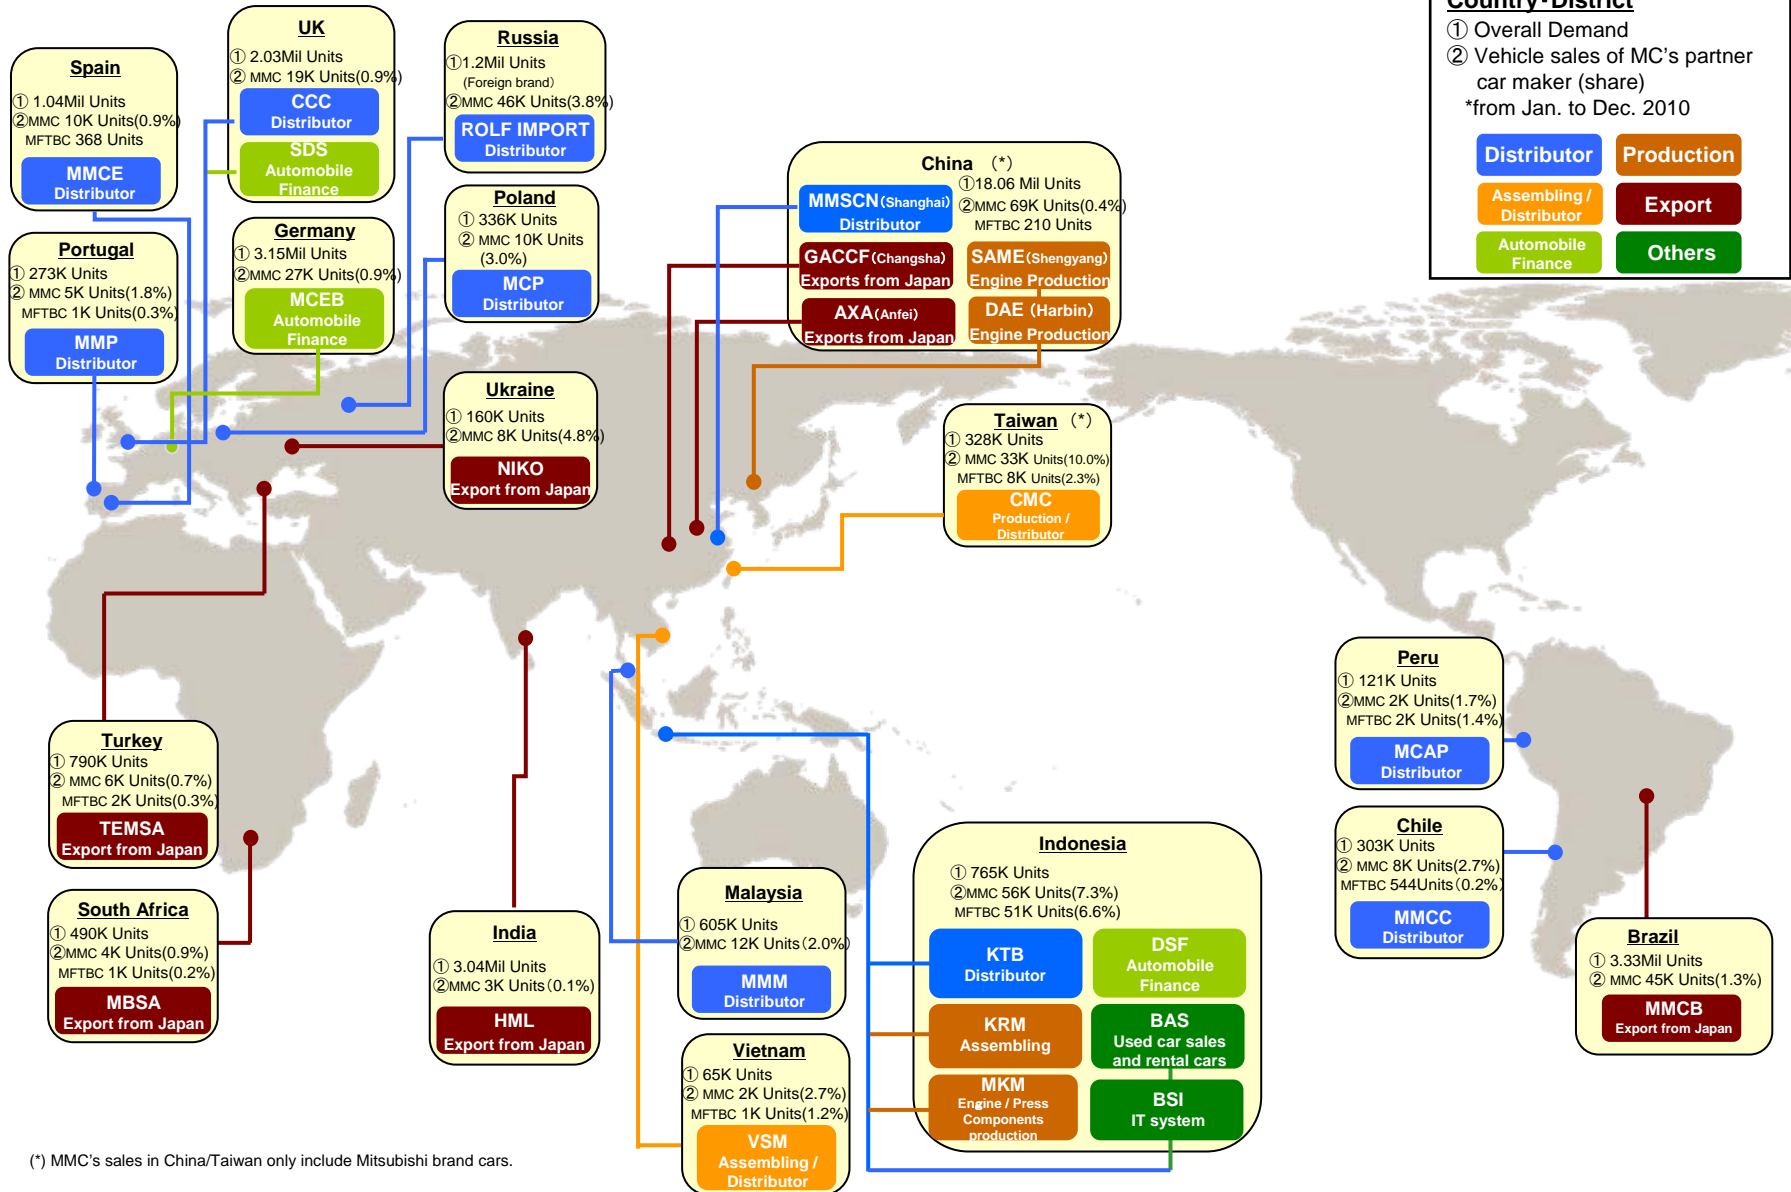 Country・District
① Overall Demand
② Vehicle sales of MC's partner
car maker (share)
*from Jan. to Dec. 2010
Distributor
Production
Assembling /
Distributor
Export
Automobile
Finance
Others
Spain
① 1.04Mil Units
②MMC 10K Units(0.9%)
MFTBC 368 Units
MMCE
Distributor
UK
① 2.03Mil Units
② MMC 19K Units(0.9%)
CCC
Distributor
SDS
Automobile
Finance
Russia
①1.2Mil Units
(Foreign brand)
②MMC 46K Units(3.8%)
ROLF IMPORT
Distributor
Portugal
① 273K Units
② MMC 5K Units(1.8%)
MFTBC 1K Units(0.3%)
MMP
Distributor
Germany
① 3.15Mil Units
②MMC 27K Units(0.9%)
MCEB
Automobile
Finance
Poland
① 336K Units
② MMC 10K Units
(3.0%)
MCP
Distributor
China (*)
①18.06 Mil Units
②MMC 69K Units(0.4%)
MFTBC 210 Units
MMSCN(Shanghai)
Distributor
GACCF(Changsha)
Exports from Japan
SAME(Shengyang)
Engine Production
AXA(Anfei)
Exports from Japan
DAE (Harbin)
Engine Production
Ukraine
① 160K Units
②MMC 8K Units(4.8%)
NIKO
Export from Japan
Taiwan (*)
① 328K Units
② MMC 33K Units(10.0%)
MFTBC 8K Units(2.3%)
CMC
Production /
Distributor
Turkey
① 790K Units
② MMC 6K Units(0.7%)
MFTBC 2K Units(0.3%)
TEMSA
Export from Japan
South Africa
① 490K Units
②MMC 4K Units(0.9%)
MFTBC 1K Units(0.2%)
MBSA
Export from Japan
India
① 3.04Mil Units
②MMC 3K Units(0.1%)
HML
Export from Japan
Malaysia
① 605K Units
②MMC 12K Units(2.0%)
MMM
Distributor
Vietnam
① 65K Units
② MMC 2K Units(2.7%)
MFTBC 1K Units(1.2%)
VSM
Assembling /
Distributor
Indonesia
① 765K Units
②MMC 56K Units(7.3%)
MFTBC 51K Units(6.6%)
KTB
Distributor
DSF
Automobile
Finance
KRM
Assembling
BAS
Used car sales
and rental cars
MKM
Engine / Press
Components
production
BSI
IT system
Peru
① 121K Units
②MMC 2K Units(1.7%)
MFTBC 2K Units(1.4%)
MCAP
Distributor
Chile
① 303K Units
② MMC 8K Units(2.7%)
MFTBC 544Units(0.2%)
MMCC
Distributor
Brazil
① 3.33Mil Units
② MMC 45K Units(1.3%)
MMCB
Export from Japan
(*) MMC's sales in China/Taiwan only include Mitsubishi brand cars.